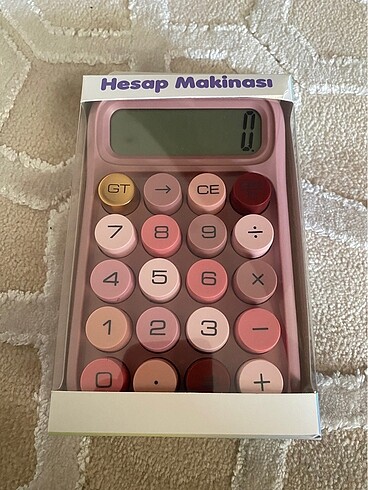 Hesap Makinası
0.
GT → CE
7 8 9 ÷
4 5 6 ×
1 2 3 −
0 . +